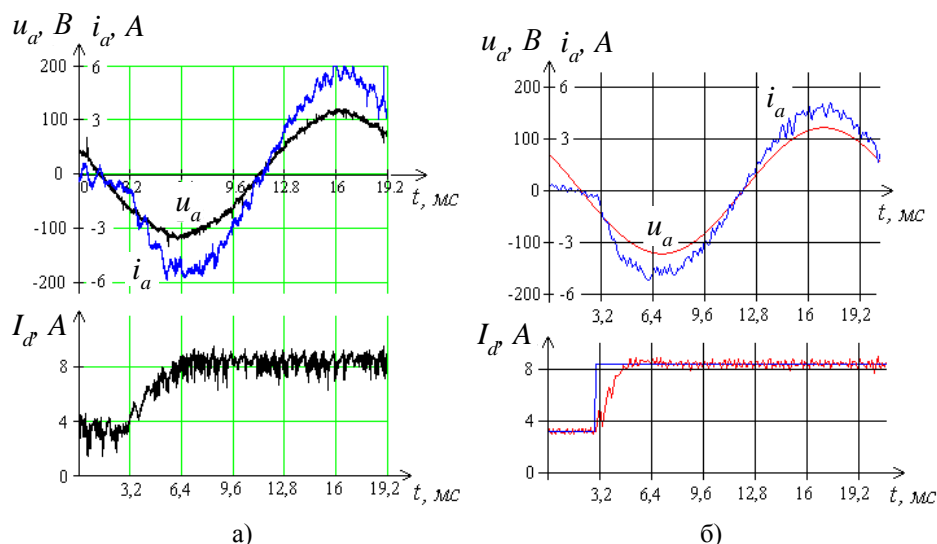 u_a, В i_a, А
200 6
100 3
0
0 3,2 9,6 12,8 16 19,2
t, мс
u_a
-100 -3
i_a
-200 -6
I_d, А
8
4
0
3,2 6,4 9,6 12,8 16 19,2
t, мс
а)
u_a, В i_a, А
200 6
i_a
100 3
0
t, мс
u_a
-100 -3
-200 -6
3,2 6,4 9,6 12,8 16 19,2
I_d, А
8
4
0
3,2 6,4 9,6 12,8 16 19,2
t, мс
б)